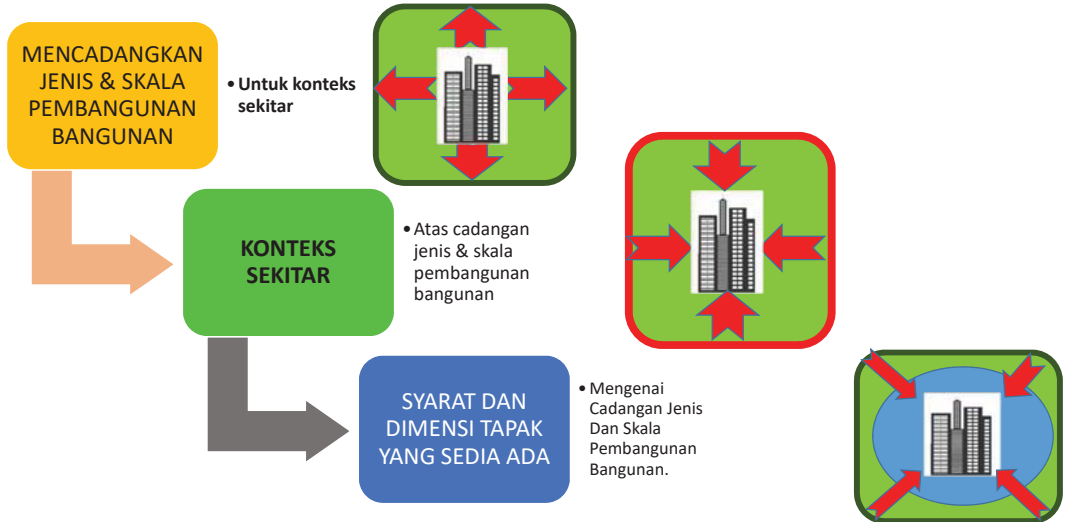 MENCADANGKAN
JENIS & SKALA
PEMBANGUNAN
BANGUNAN
• Untuk konteks
sekitar
KONTEKS
SEKITAR
• Atas cadangan
jenis & skala
pembangunan
bangunan
SYARAT DAN
DIMENSI TAPAK
YANG SEDIA ADA
• Mengenai
Cadangan Jenis
Dan Skala
Pembangunan
Bangunan.